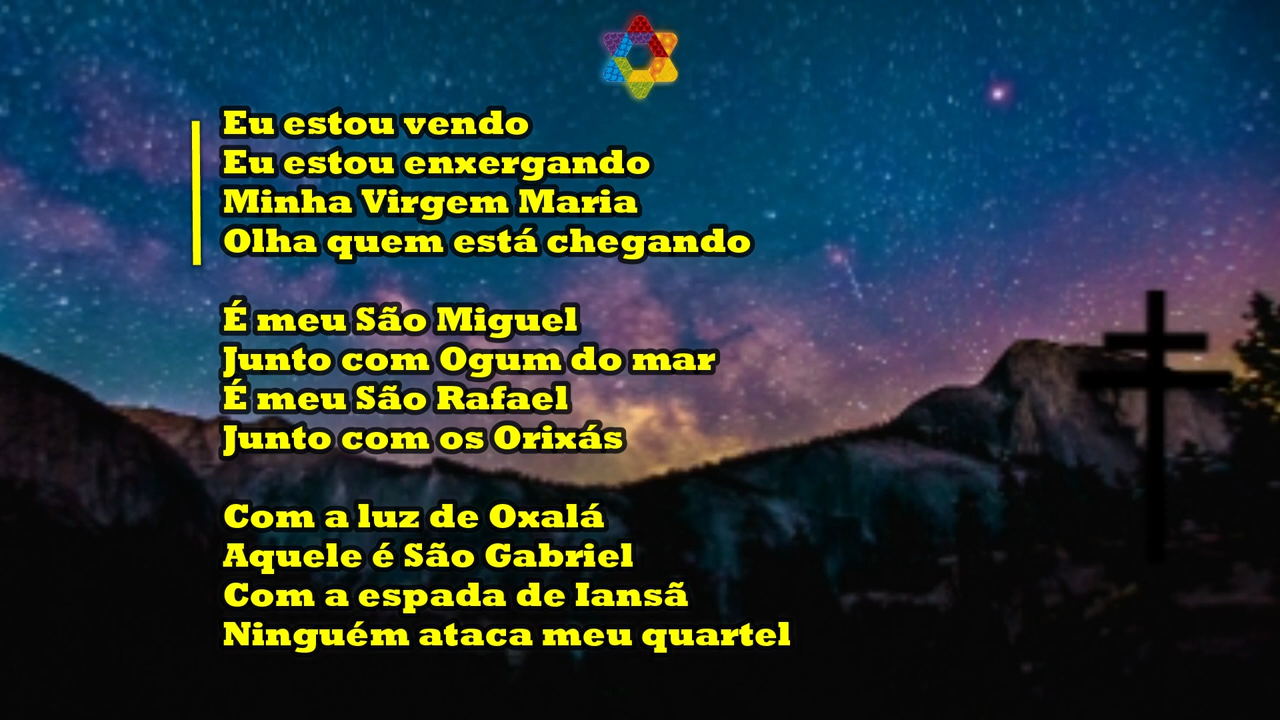 Eu estou vendo
Eu estou enxergando
Minha Virgem Maria
Olha quem está chegando
É meu São Miguel
Junto com Ogum do mar
É meu São Rafael
Junto com os Orixás
Com a luz de Oxalá
Aquele é São Gabriel
Com a espada de Iansã
Ninguém ataca meu quartel